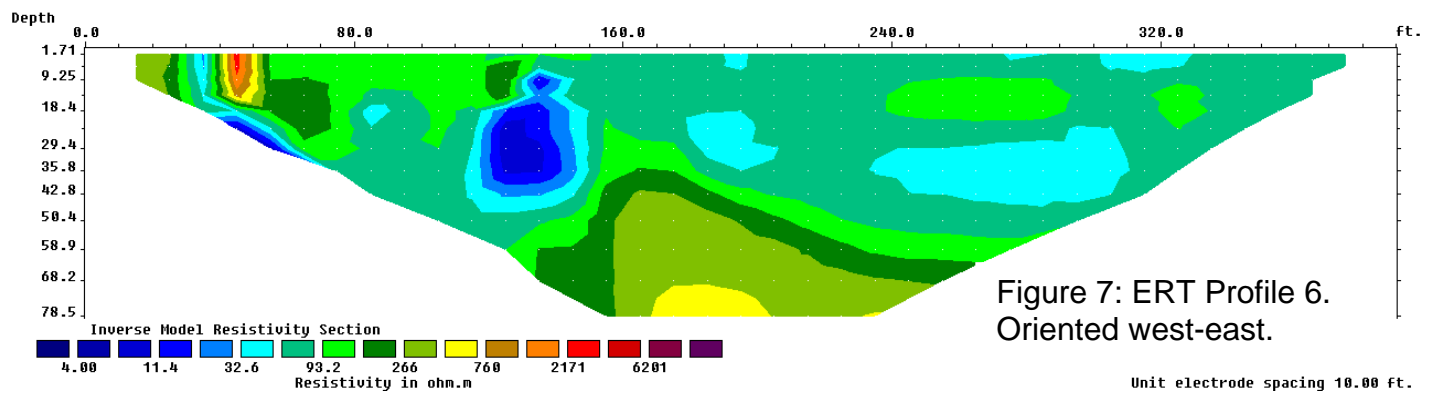 Depth
0.0 80.0 160.0 240.0 320.0 ft.
1.71
9.25
18.4
29.4
35.8
42.8
50.4
58.9
68.2
78.5
Figure 7: ERT Profile 6.
Oriented west-east.
Inverse Model Resistivity Section
4.00 11.4 32.6 93.2 266 760 2171 6201
Resistivity in ohm.m
Unit electrode spacing 10.00 ft.